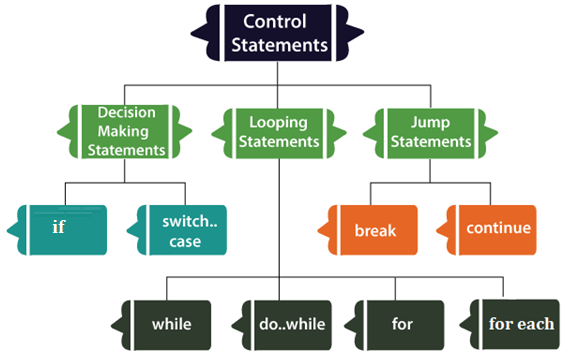 Control
Statements
Decision
Making
Statements
Looping
Statements
Jump
Statements
if
switch..
case
break
continue
while
do..while
for
for each